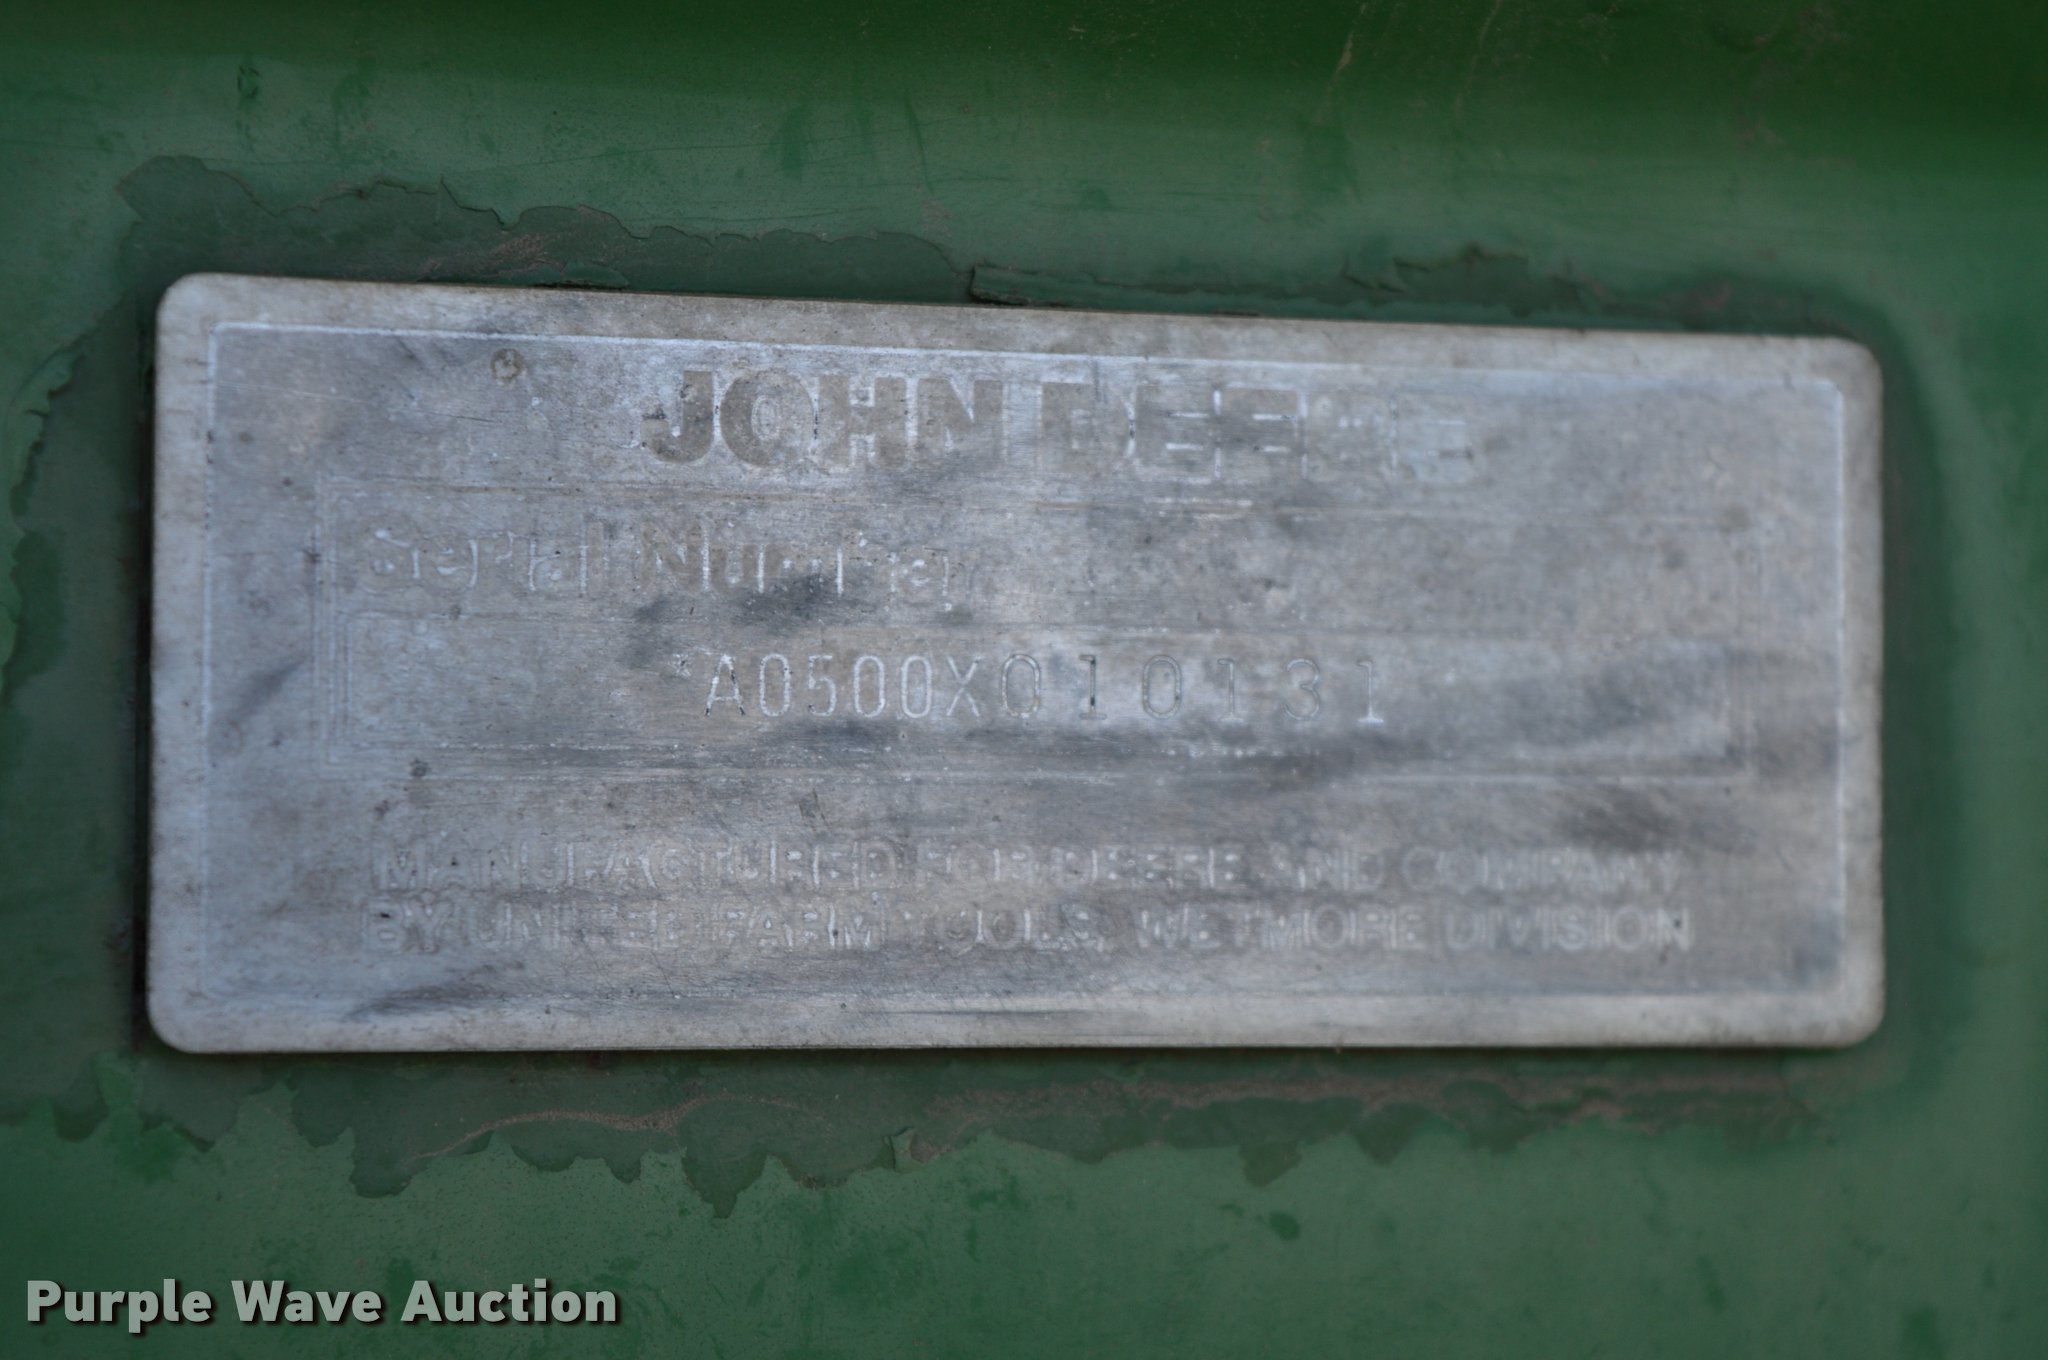 JOHN DEERE
Serial Number
*A0500X010131
MANUFACTURED FOR DEERE AND COMPANY
BY UNITED FARM TOOLS, WETMORE DIVISION
Purple Wave Auction